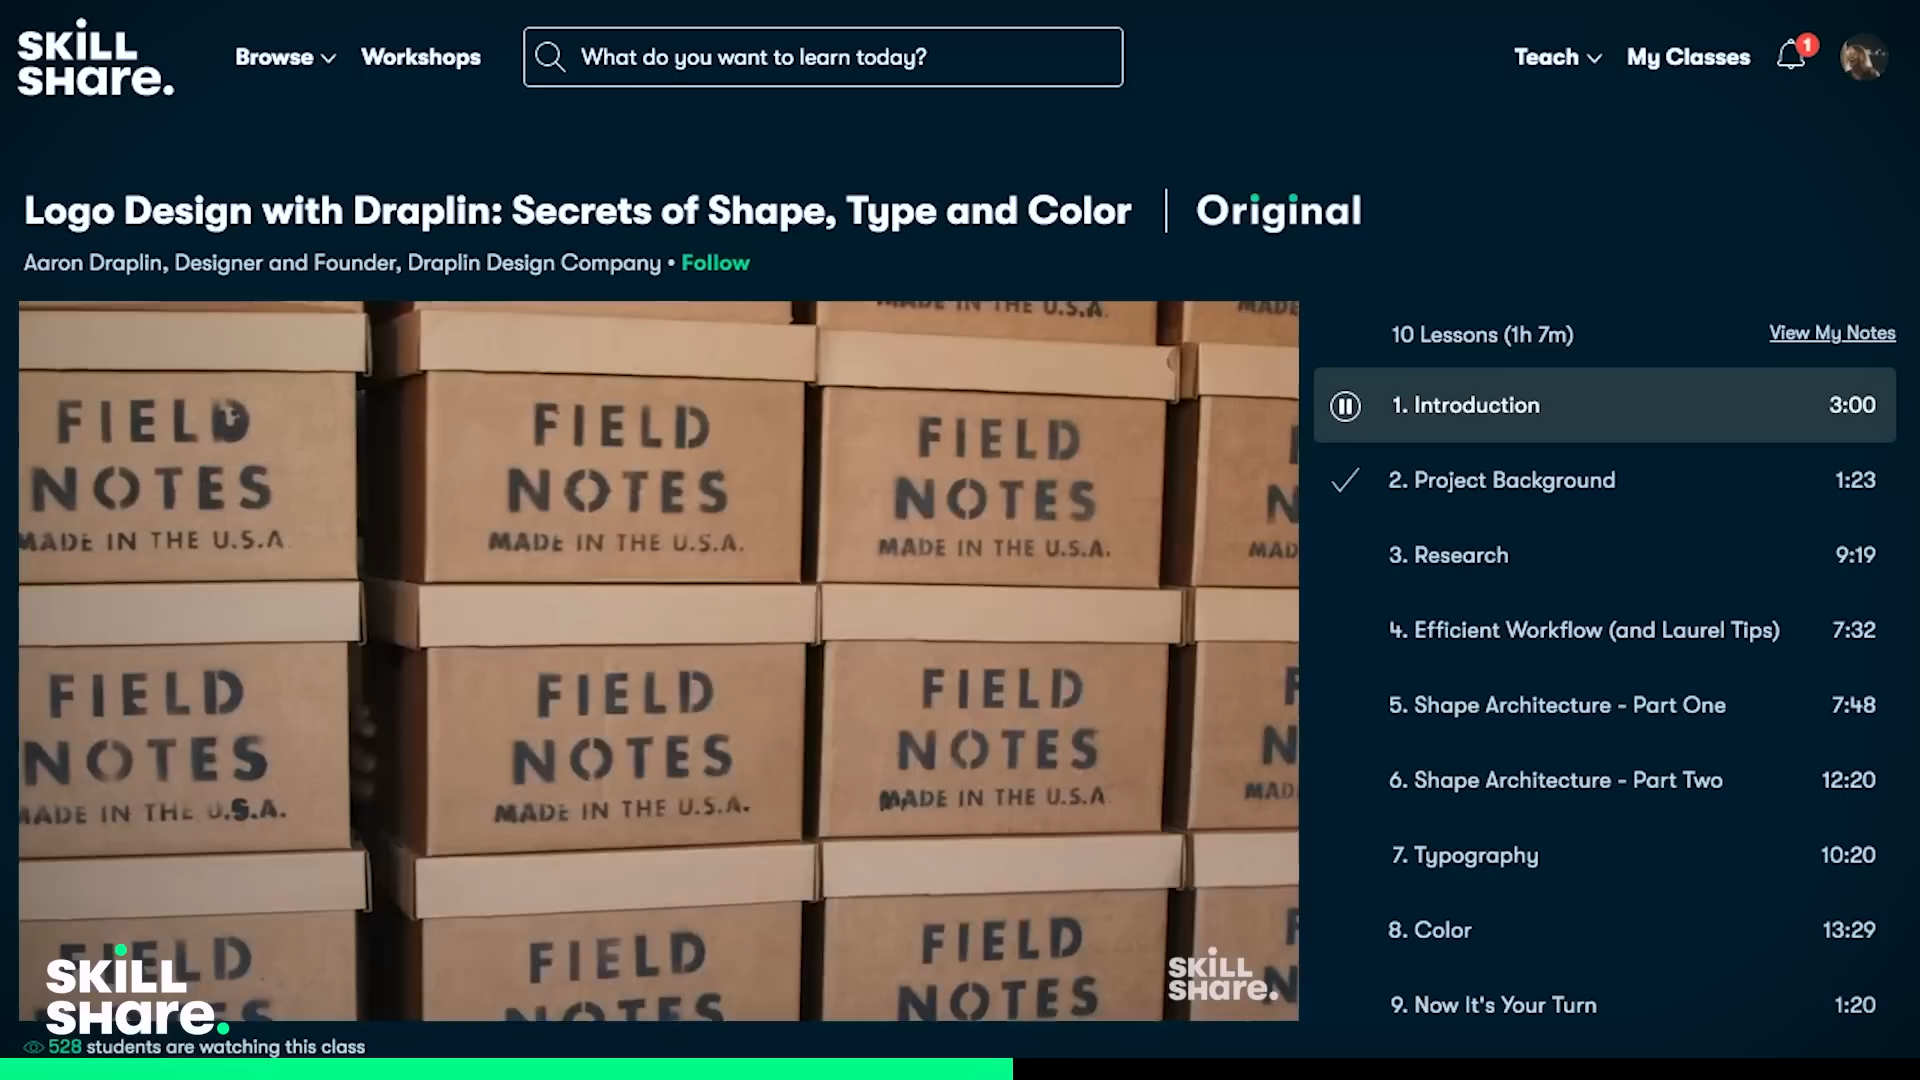 SKiLL
SHare.
Browse
Workshops
What do you want to learn today?
Teach
My Classes
1
Logo Design with Draplin: Secrets of Shape, Type and Color
Original
Aaron Draplin, Designer and Founder, Draplin Design Company • Follow
MADE IN THE U.S.A.
MADE
FIELD
NOTES
MADE IN THE U.S.A
FIELD
NOTES
MADE IN THE U.S.A.
FIELD
NOTES
MADE IN THE U.S.A.
N
MAD
FIELD
NOTES
MADE IN THE U.S.A.
FIELD
NOTES
MADE IN THE U.S.A.
FIELD
NOTES
MADE IN THE U.S.A
F
N
MAD
FIELD
FIELD
NOTES
FIELD
NOTES
F
N
SKiLL
SHare.
SKiLL
SHare.
528 students are watching this class
10 Lessons (1h 7m)
View My Notes
1. Introduction 3:00
2. Project Background 1:23
3. Research 9:19
4. Efficient Workflow (and Laurel Tips) 7:32
5. Shape Architecture - Part One 7:48
6. Shape Architecture - Part Two 12:20
7. Typography 10:20
8. Color 13:29
9. Now It's Your Turn 1:20